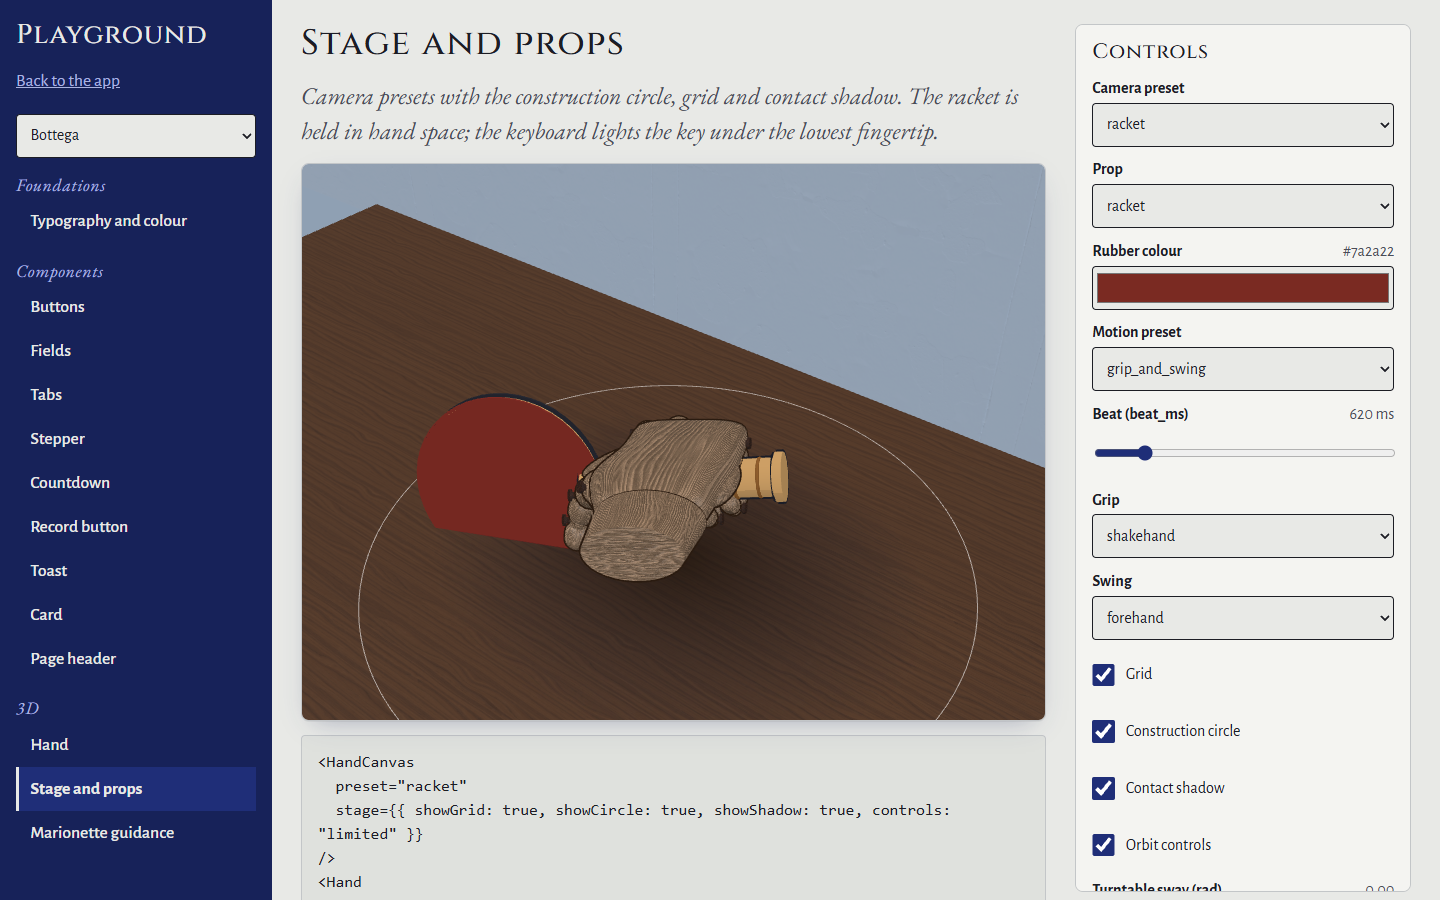 Playground
Back to the app
Bottega
Foundations
Typography and colour
Components
Buttons
Fields
Tabs
Stepper
Countdown
Record button
Toast
Card
Page header
3D
Hand
Stage and props
Marionette guidance
Stage and props
Camera presets with the construction circle, grid and contact shadow. The racket is
held in hand space; the keyboard lights the key under the lowest fingertip.
<HandCanvas
preset="racket"
stage={{ showGrid: true, showCircle: true, showShadow: true, controls:
"limited" }}
/>
<Hand
Controls
Camera preset
racket
Prop
racket
Rubber colour #7a2a22
Motion preset
grip_and_swing
Beat (beat_ms) 620 ms
Grip
shakehand
Swing
forehand
Grid
Construction circle
Contact shadow
Orbit controls
Turntable sway (rad) 0.00